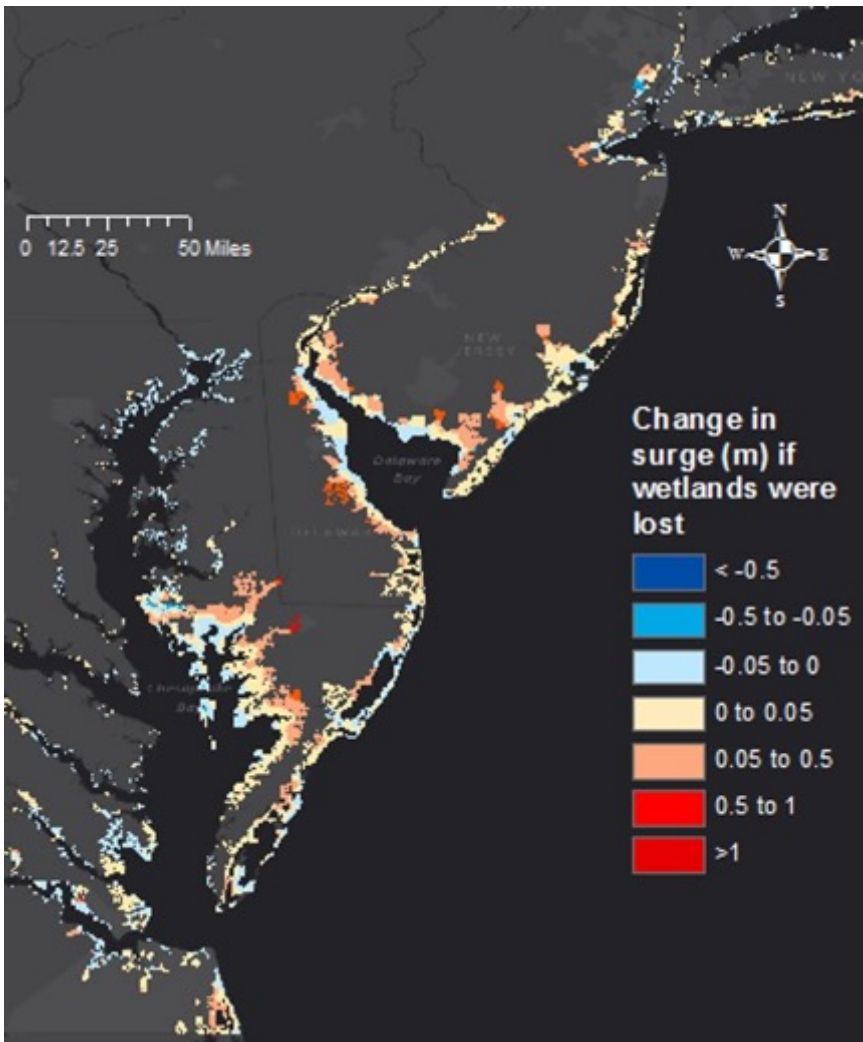 NEW YO
N
W E
S
0 12.5 25 50 Miles
NEW
JERSEY
Change in
surge (m) if
wetlands were
lost
Delaware
Bay
< -0.5
-0.5 to -0.05
-0.05 to 0
Chesapeake
Bay
0 to 0.05
0.05 to 0.5
0.5 to 1
>1